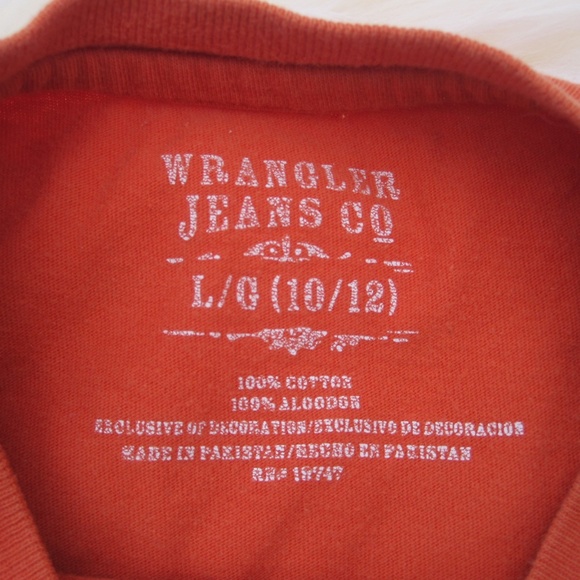 WRANGLER
JEANS CO
L/G (10/12)
100% COTTON
100% ALGODON
EXCLUSIVE OF DECORATION/EXCLUSIVO DE DECORACION
MADE IN PAKISTAN/HECHO EN PAKISTAN
RN# 18747